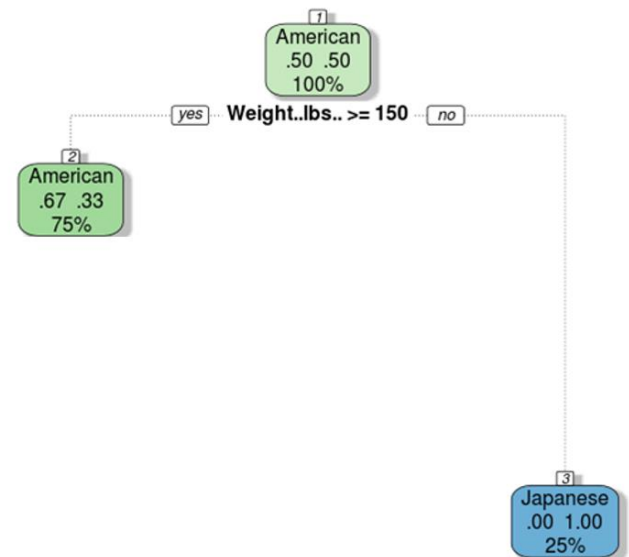 1
American
.50 .50
100%
yes Weight..lbs.. >= 150 no
2
American
.67 .33
75%
3
Japanese
.00 1.00
25%